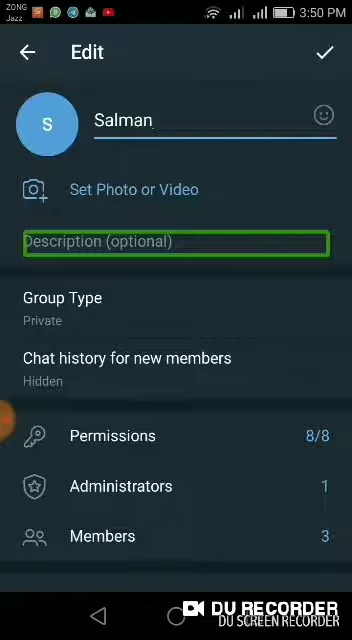 ZONG
Jazz
3:50 PM
Edit
S
Salman
Set Photo or Video
Description (optional)
Group Type
Private
Chat history for new members
Hidden
Permissions 8/8
Administrators 1
Members 3
DU RECORDER
DU SCREEN RECORDER